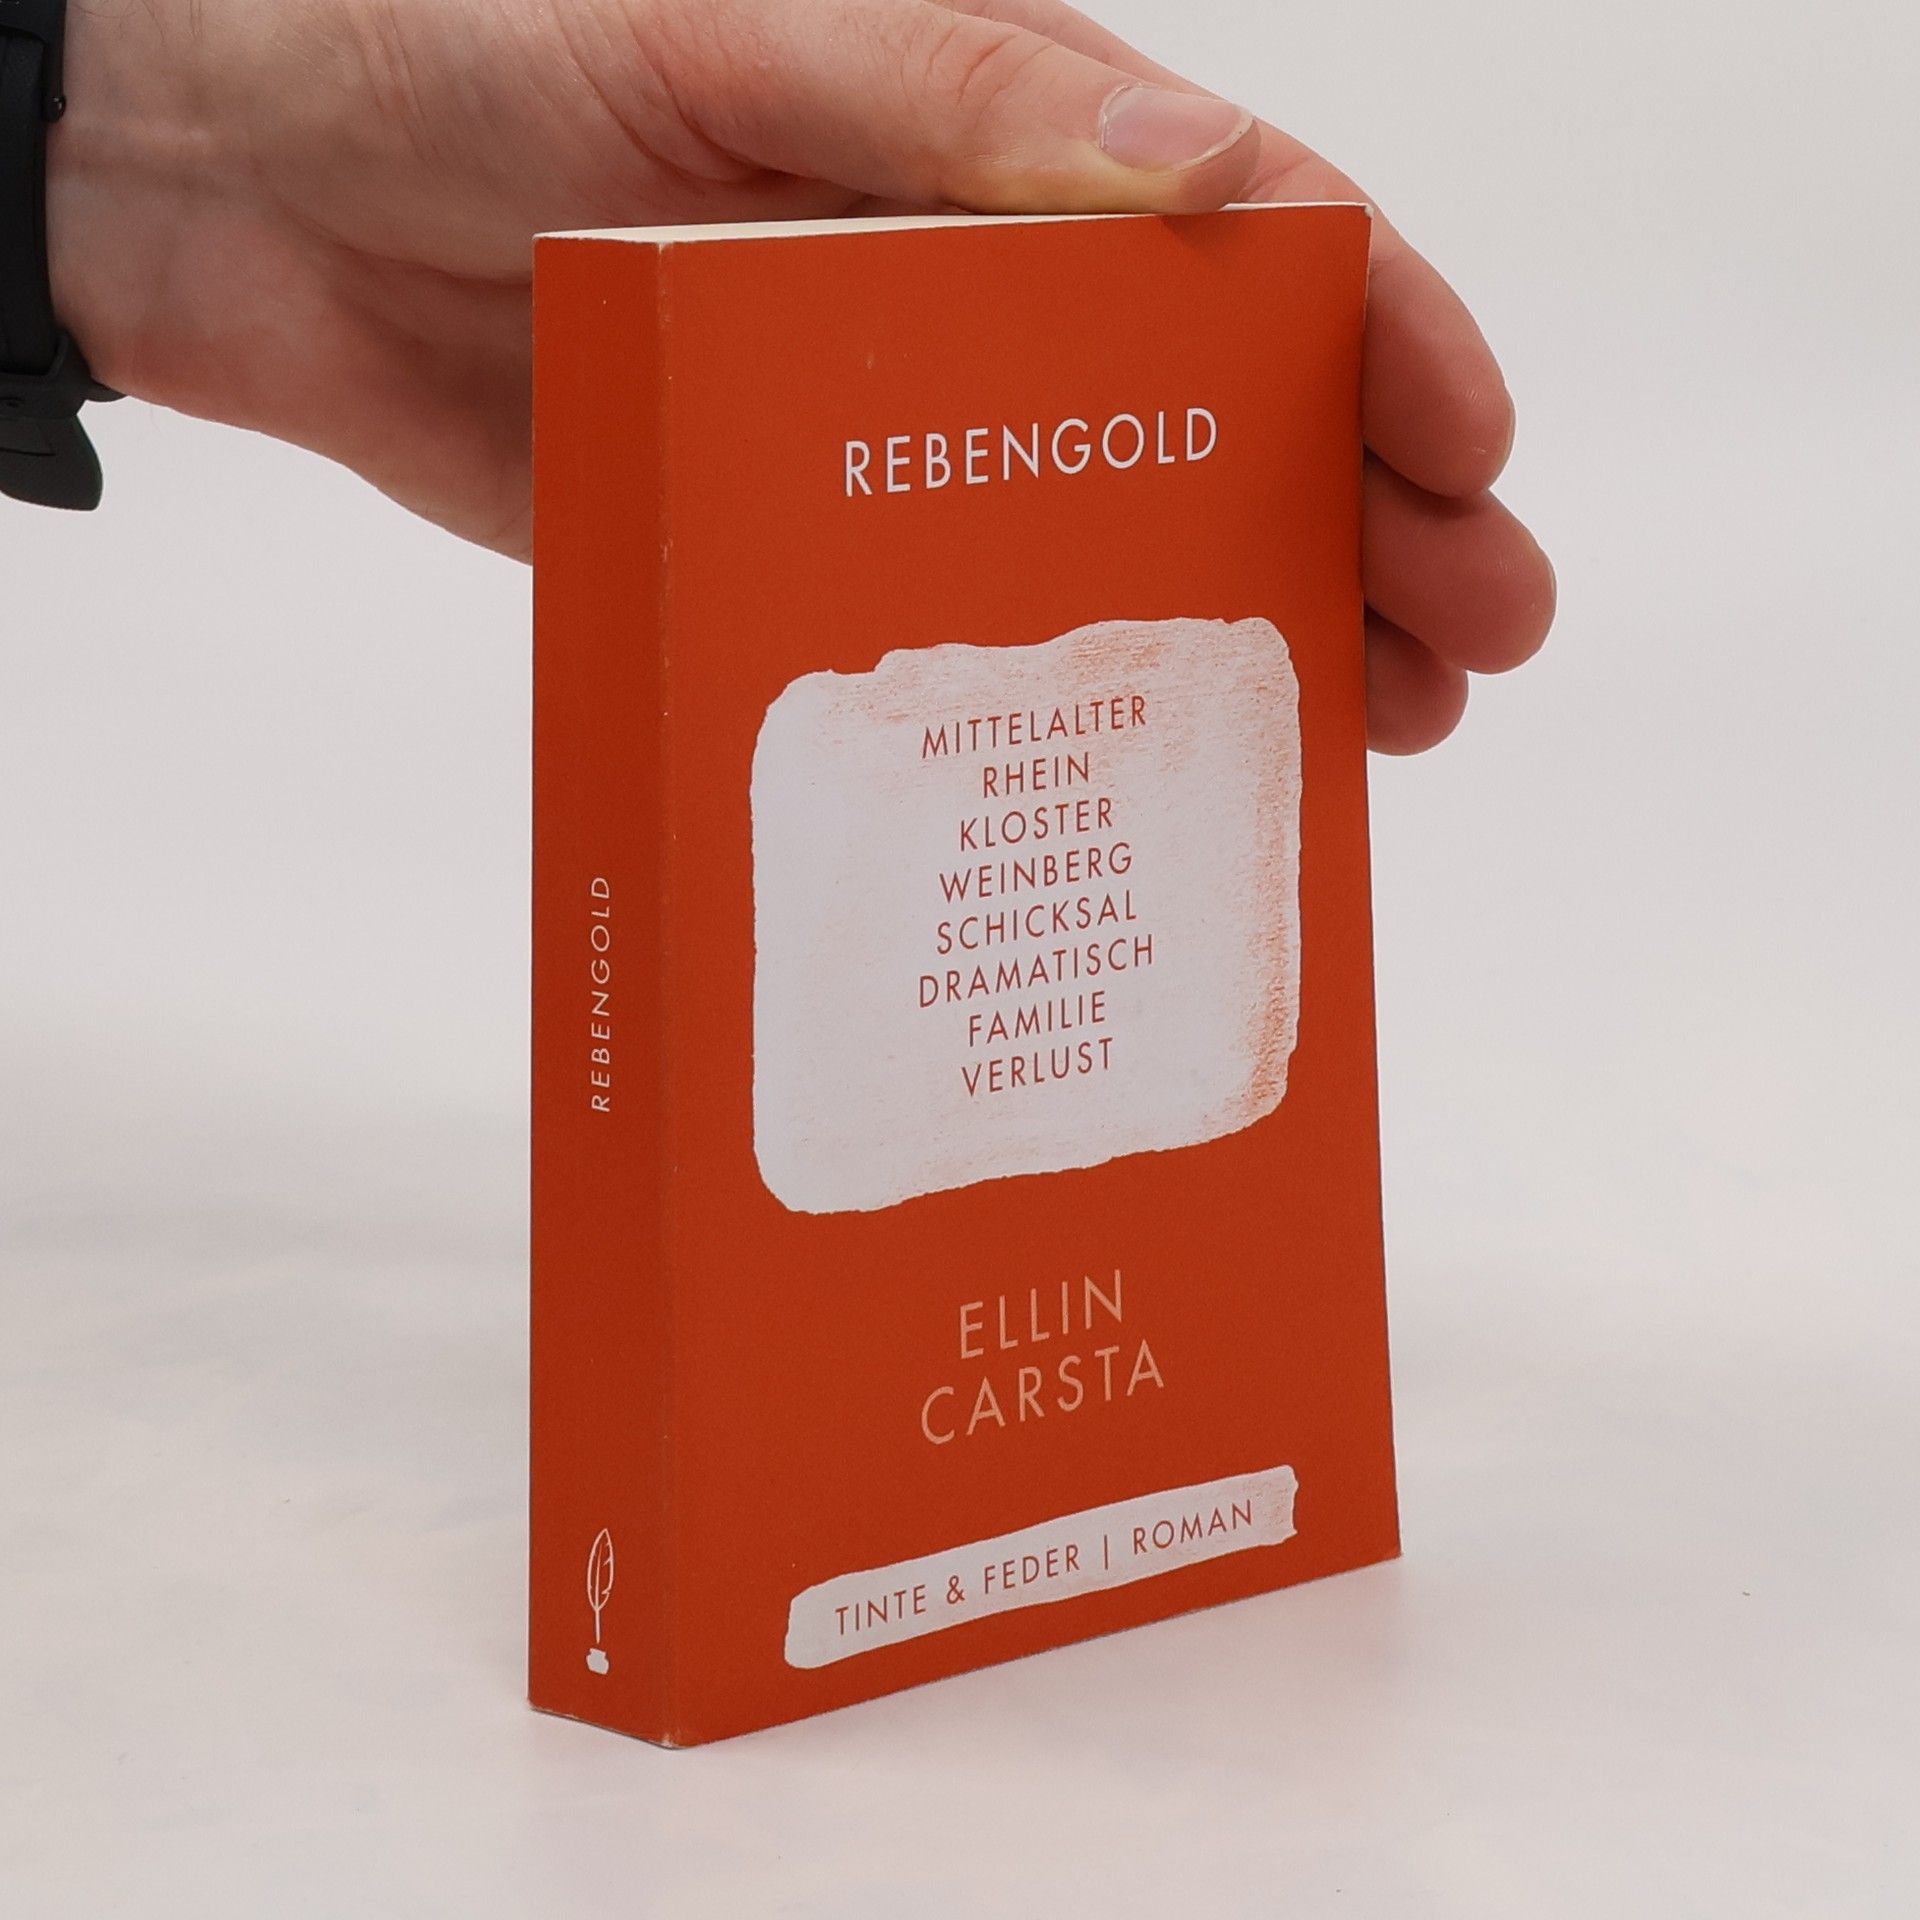 REBENGOLD
REBENGOLD
MITTELALTER
RHEIN
KLOSTER
WEINBERG
SCHICKSAL
DRAMATISCH
FAMILIE
VERLUST
ELLIN
CARSTA
TINTE & FEDER | ROMAN